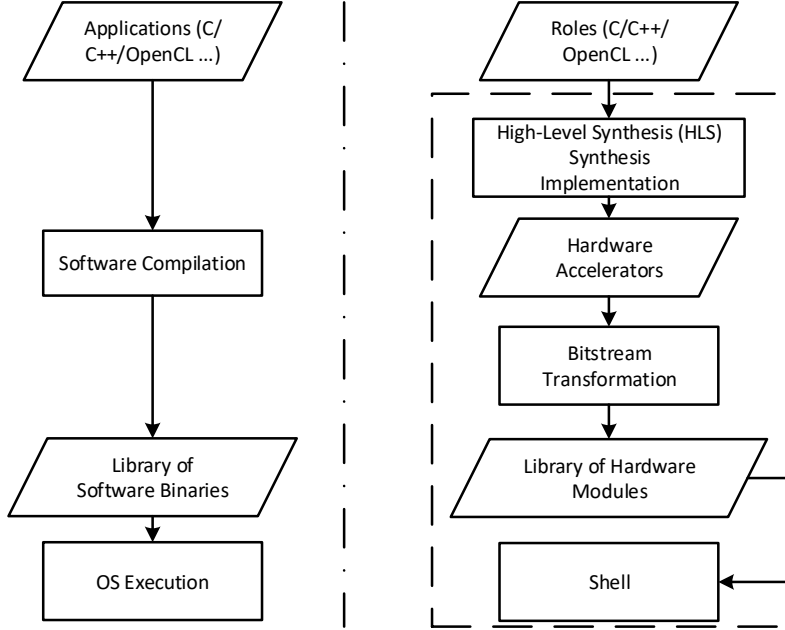 Applications (C/
C++/OpenCL ...)
Software Compilation
Library of
Software Binaries
OS Execution
Roles (C/C++/
OpenCL ...)
High-Level Synthesis (HLS)
Synthesis
Implementation
Hardware
Accelerators
Bitstream
Transformation
Library of Hardware
Modules
Shell